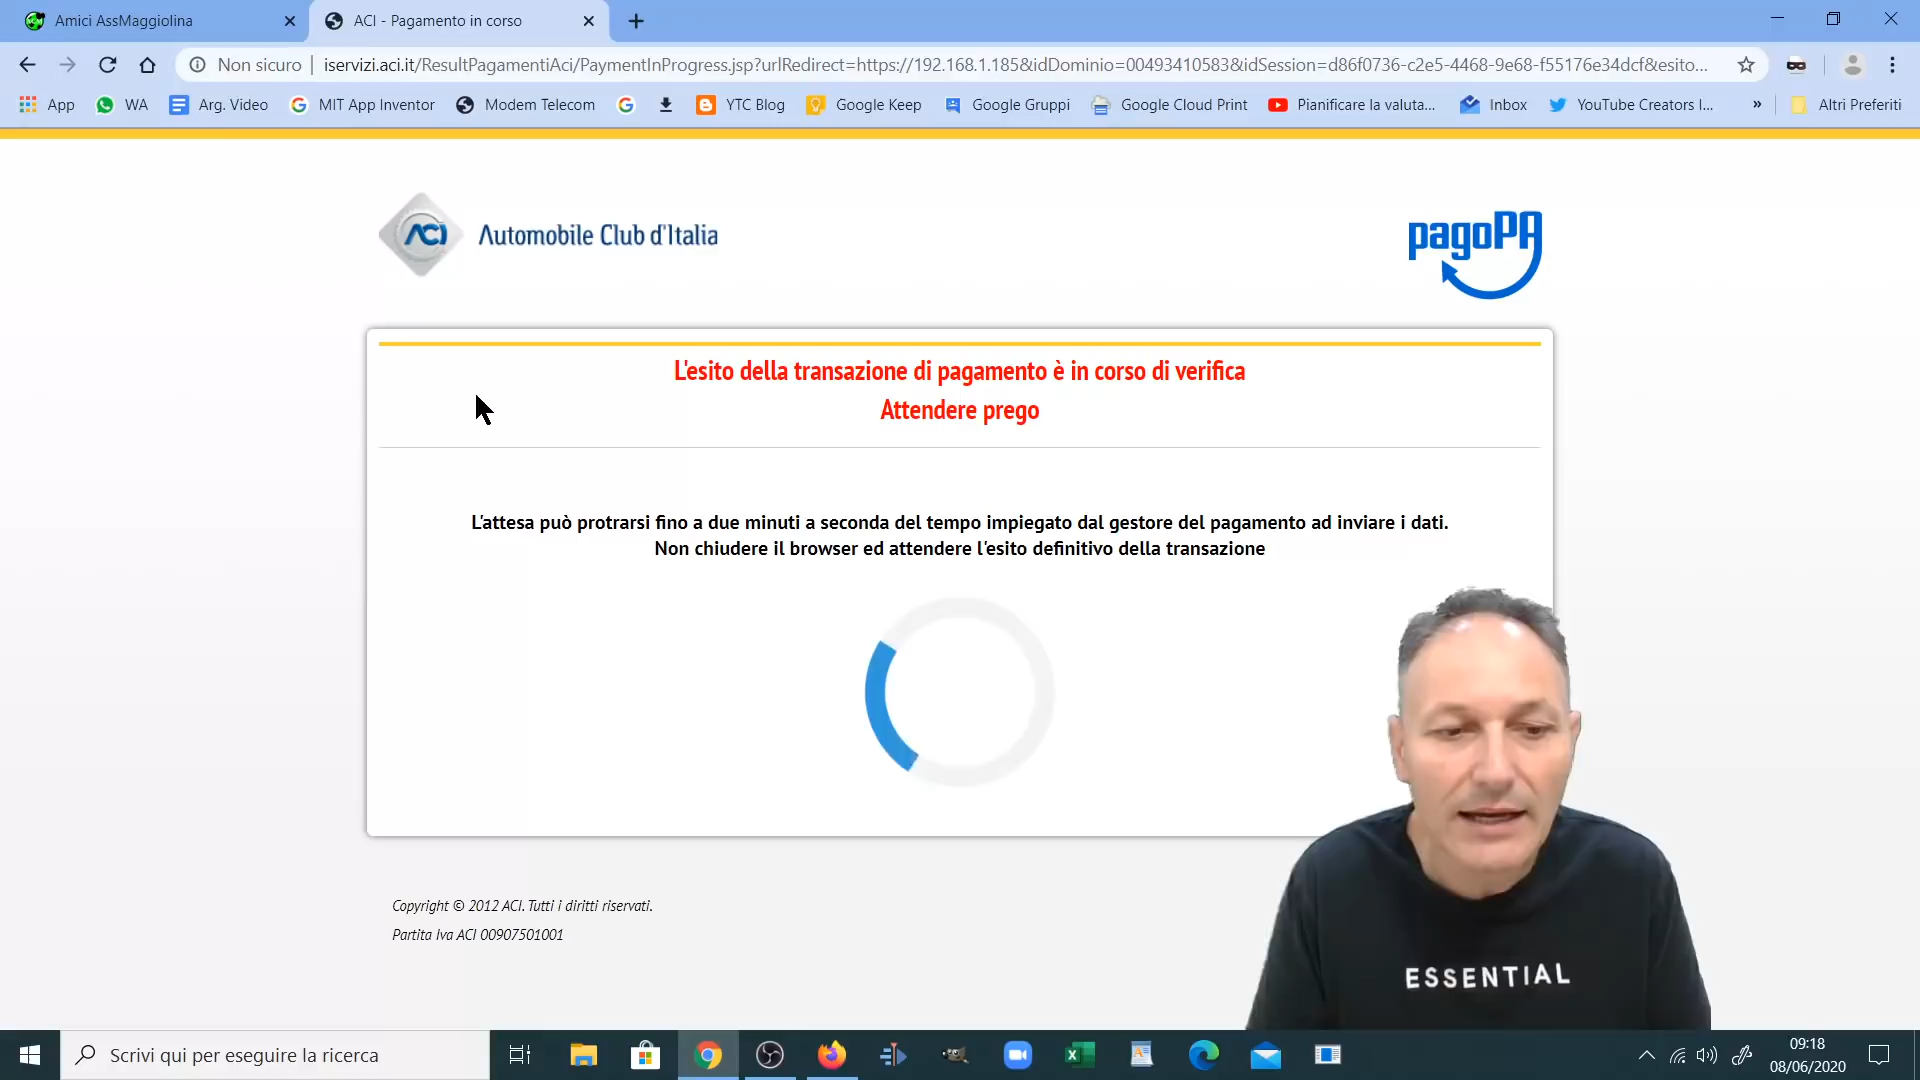 Amici AssMaggiolina
ACI - Pagamento in corso
Non sicuro
iservizi.aci.it/ResultPagamentiAci/PaymentInProgress.jsp?urlRedirect=https://192.168.1.185&idDominio=00493410583&idSession=d86f0736-c2e5-4468-9e68-f55176e34dcf&esito...
App
WA
Arg. Video
MIT App Inventor
Modem Telecom
YTC Blog
Google Keep
Google Gruppi
Google Cloud Print
Pianificare la valuta...
Inbox
YouTube Creators I...
»
Altri Preferiti
ACI
Automobile Club d'Italia
pagoPA
L'esito della transazione di pagamento è in corso di verifica
Attendere prego
L'attesa può protrarsi fino a due minuti a seconda del tempo impiegato dal gestore del pagamento ad inviare i dati.
Non chiudere il browser ed attendere l'esito definitivo della transazione
Copyright © 2012 ACI. Tutti i diritti riservati.
Partita Iva ACI 00907501001
ESSENTIAL
Scrivi qui per eseguire la ricerca
09:18
08/06/2020